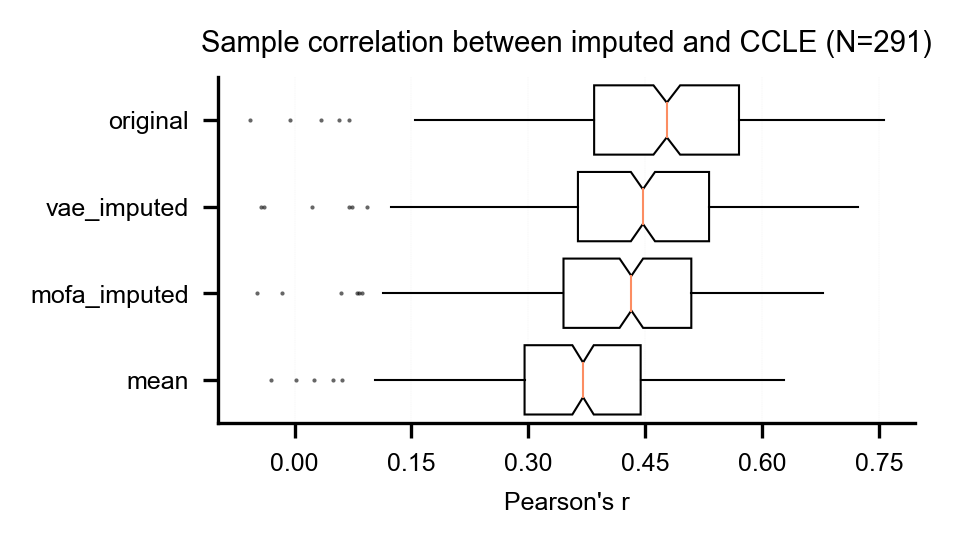 Sample correlation between imputed and CCLE (N=291)
original
vae_imputed
mofa_imputed
mean
0.00 0.15 0.30 0.45 0.60 0.75
Pearson's r